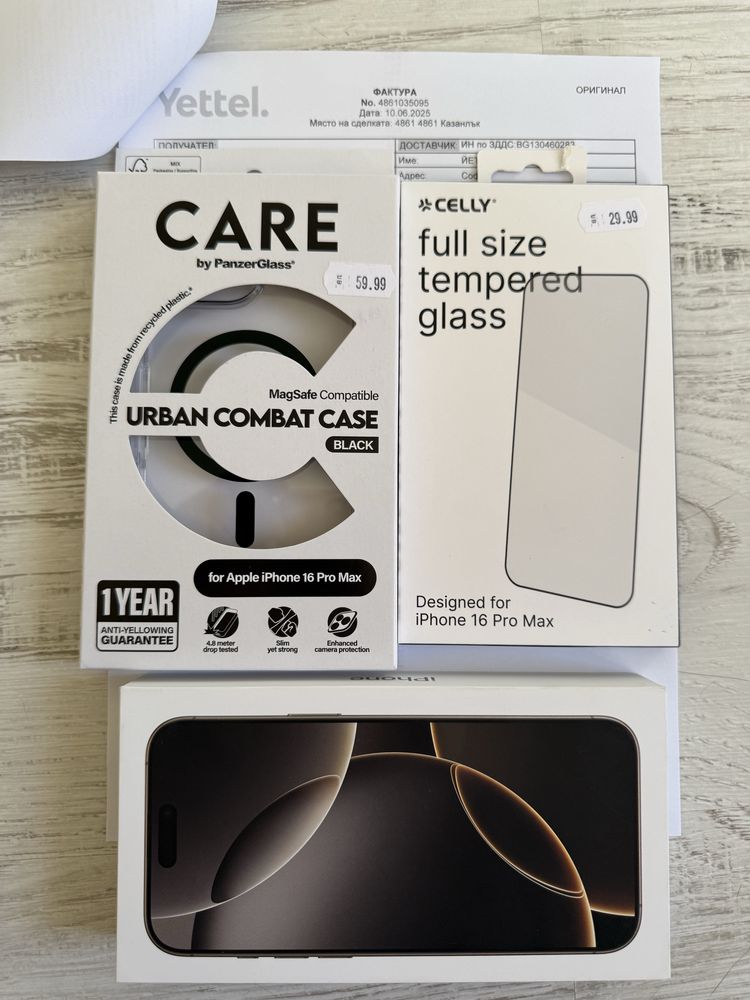 Yettel.
ФАКТУРА
ОРИГИНАЛ
No. 4861035095
Дата: 10.06.2025
Място на сделката: 4861 4861 Казанлък
ПОЛУЧАТЕЛ
ДОСТАВЧИК ИН по ЗДДС:BG130460283
Име:
Адрес:
FSC
MIX
CARE
by PanzerGlass®
59.99
This case is made from recycled plastic.*
MagSafe Compatible
URBAN COMBAT CASE
BLACK
for Apple iPhone 16 Pro Max
1 YEAR
ANTI-YELLOWING
GUARANTEE
4.8 meter
drop tested
Slim
yet strong
Enhanced
camera protection
CELLY®
29.99
full size
tempered
glass
Designed for
iPhone 16 Pro Max
iPhone